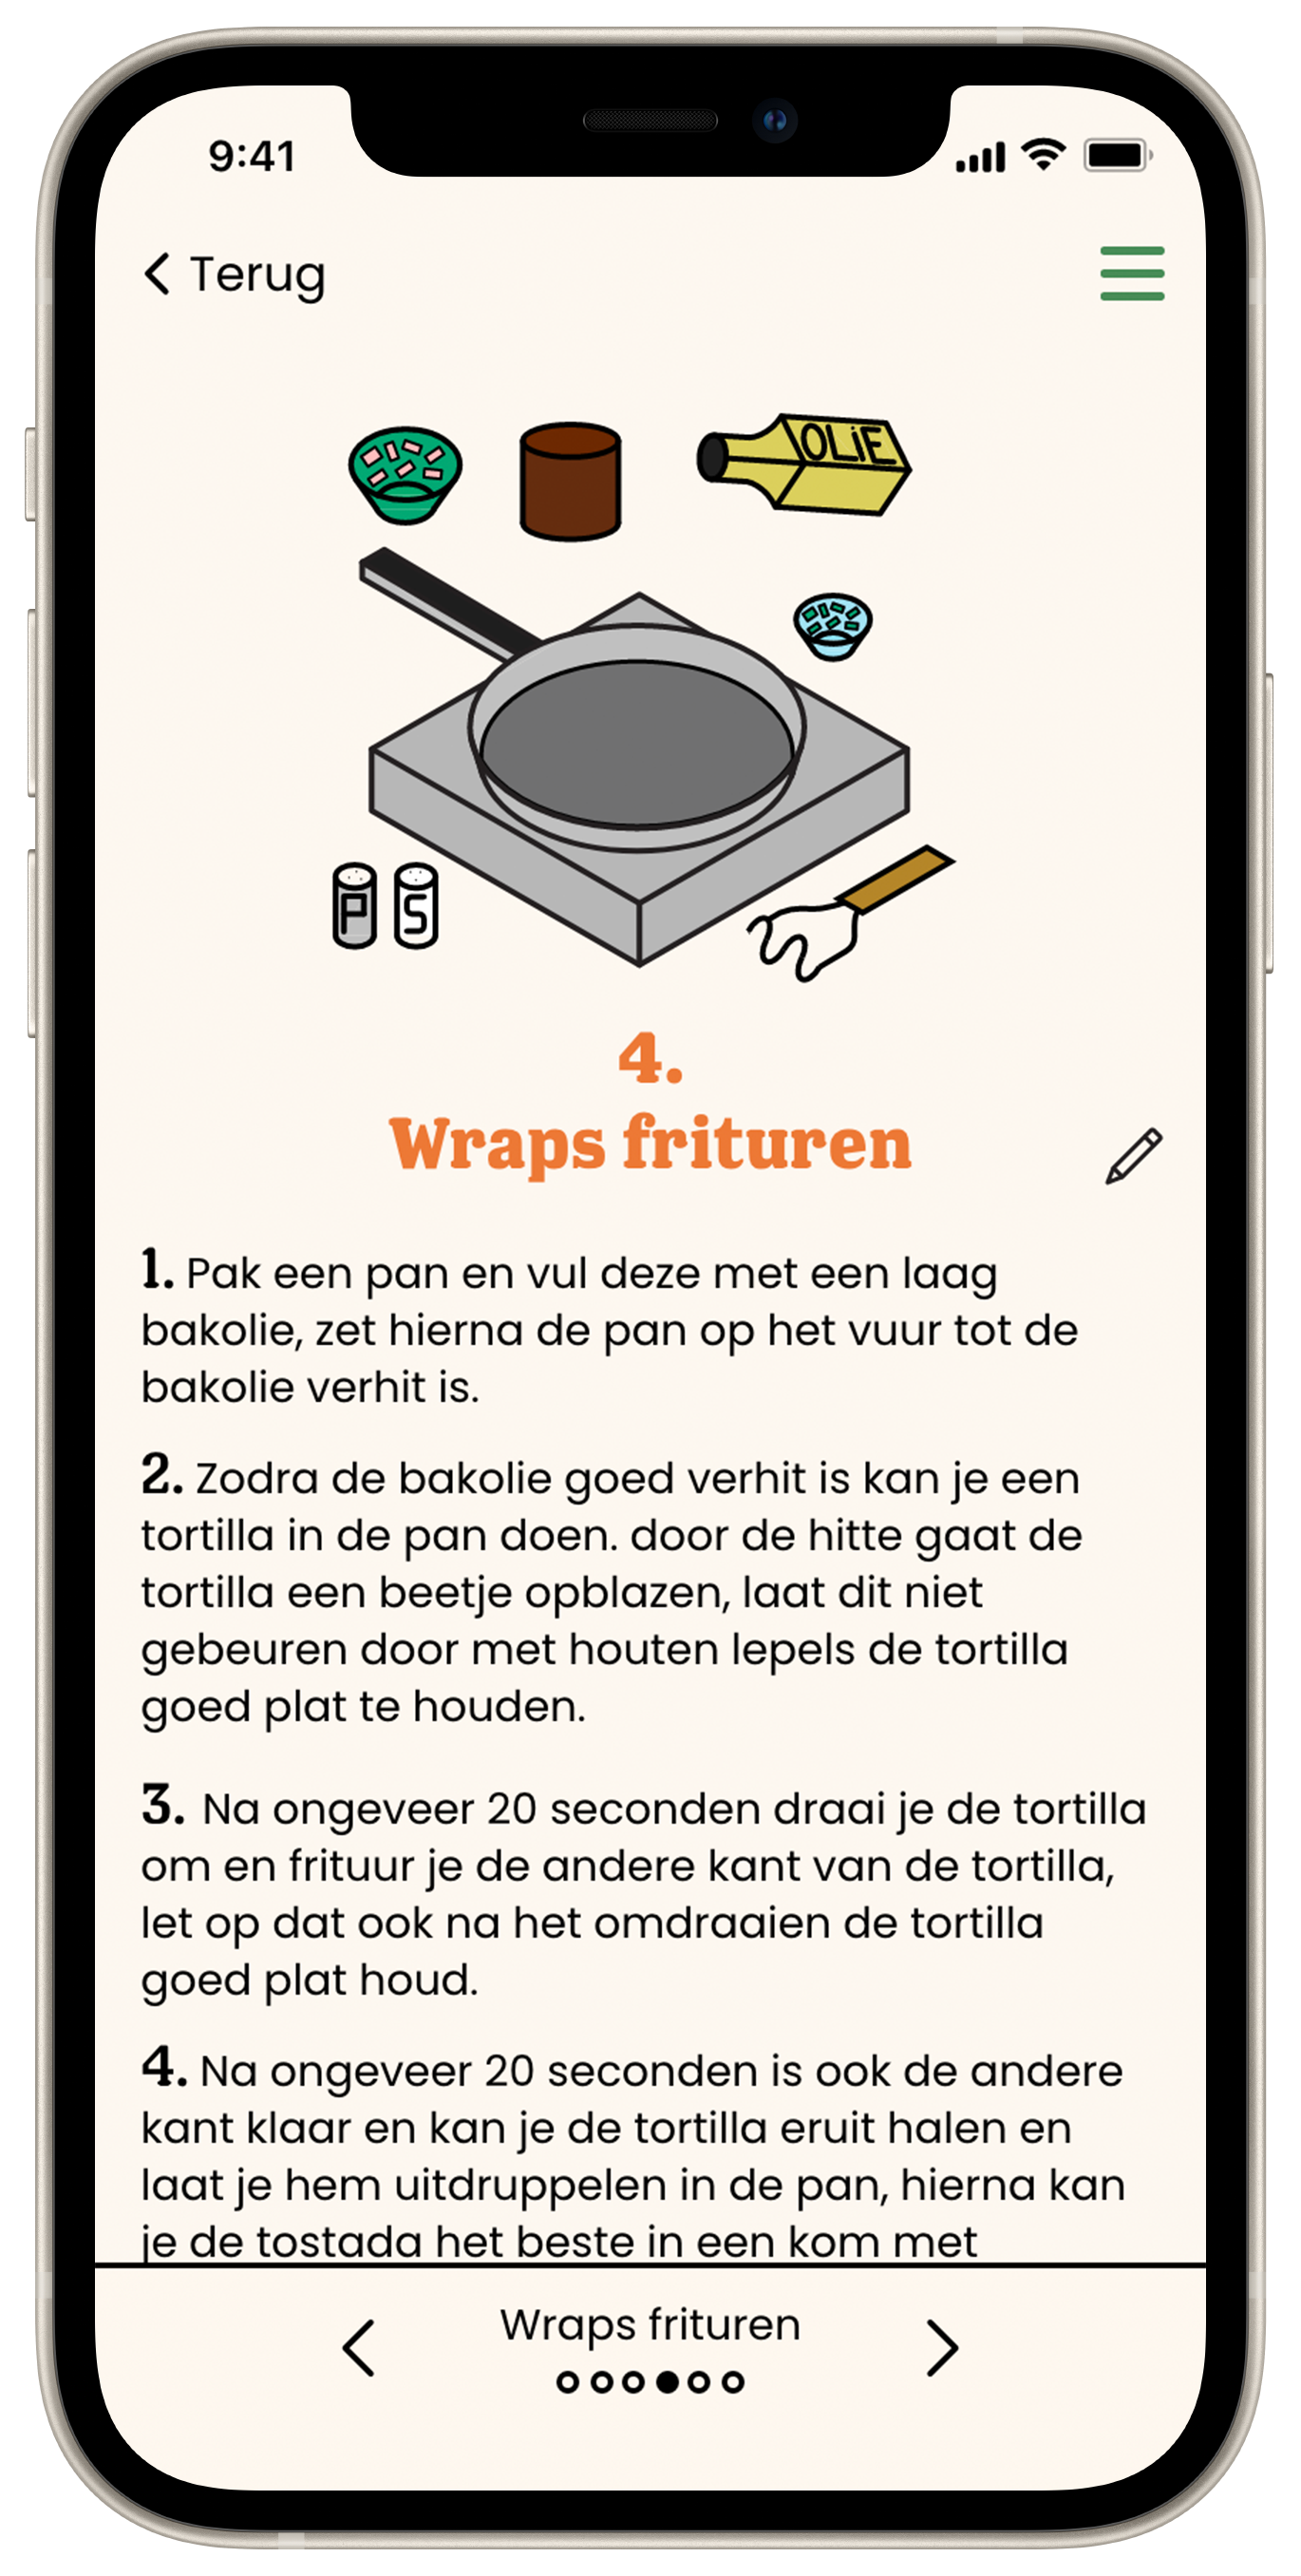 9:41
Terug
OLiE
P S
4.
Wraps frituren
1. Pak een pan en vul deze met een laag
bakolie, zet hierna de pan op het vuur tot de
bakolie verhit is.
2. Zodra de bakolie goed verhit is kan je een
tortilla in de pan doen. door de hitte gaat de
tortilla een beetje opblazen, laat dit niet
gebeuren door met houten lepels de tortilla
goed plat te houden.
3. Na ongeveer 20 seconden draai je de tortilla
om en frituur je de andere kant van de tortilla,
let op dat ook na het omdraaien de tortilla
goed plat houd.
4. Na ongeveer 20 seconden is ook de andere
kant klaar en kan je de tortilla eruit halen en
laat je hem uitdruppelen in de pan, hierna kan
je de tostada het beste in een kom met
Wraps frituren